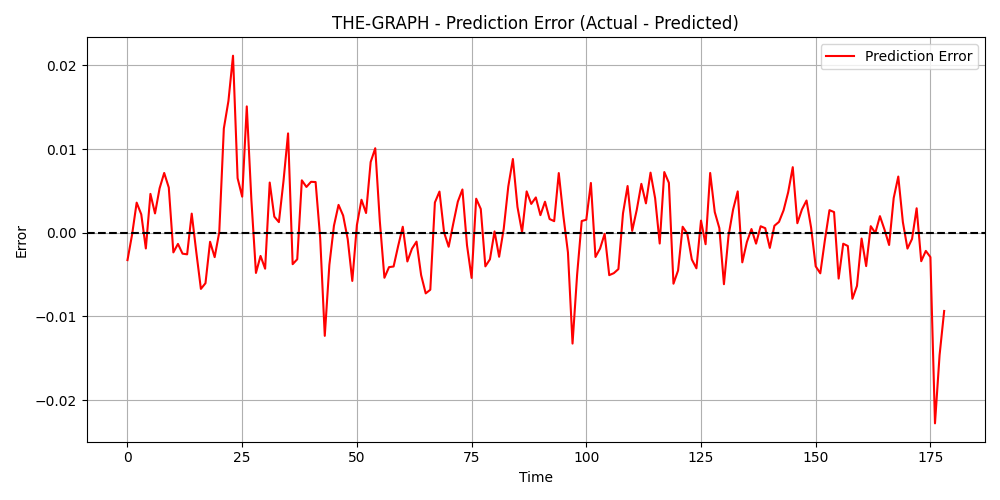 THE-GRAPH - Prediction Error (Actual - Predicted)
Prediction Error
Error
0.02
0.01
0.00
−0.01
−0.02
0 25 50 75 100 125 150 175
Time